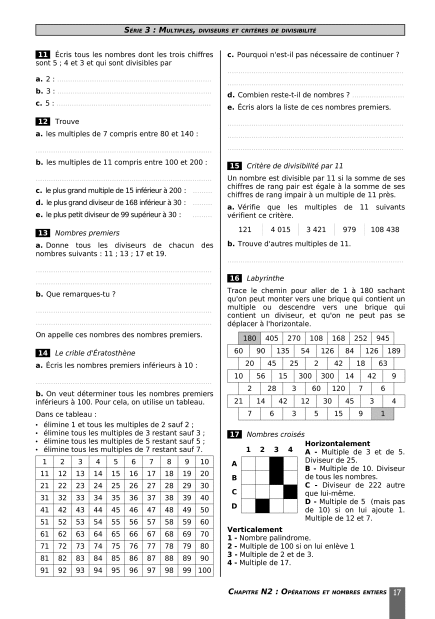 SÉRIE 3 : MULTIPLES, DIVISEURS ET CRITÈRES DE DIVISIBILITÉ
11 Écris tous les nombres dont les trois chiffres
sont 5 ; 4 et 3 et qui sont divisibles par
a. 2 :
b. 3 :
c. 5 :
12 Trouve
a. les multiples de 7 compris entre 80 et 140 :
b. les multiples de 11 compris entre 100 et 200 :
c. le plus grand multiple de 15 inférieur à 200 :
d. le plus grand diviseur de 168 inférieur à 30 :
e. le plus petit diviseur de 99 supérieur à 30 :
13 Nombres premiers
a. Donne tous les diviseurs de chacun des
nombres suivants : 11 ; 13 ; 17 et 19.
b. Que remarques-tu ?
On appelle ces nombres des nombres premiers.
14 Le crible d'Ératosthène
a. Écris les nombres premiers inférieurs à 10 :
b. On veut déterminer tous les nombres premiers
inférieurs à 100. Pour cela, on utilise un tableau.
Dans ce tableau :
• élimine 1 et tous les multiples de 2 sauf 2 ;
• élimine tous les multiples de 3 restant sauf 3 ;
• élimine tous les multiples de 5 restant sauf 5 ;
• élimine tous les multiples de 7 restant sauf 7.
1 2 3 4 5 6 7 8 9 10
11 12 13 14 15 16 17 18 19 20
21 22 23 24 25 26 27 28 29 30
31 32 33 34 35 36 37 38 39 40
41 42 43 44 45 46 47 48 49 50
51 52 53 54 55 56 57 58 59 60
61 62 63 64 65 66 67 68 69 70
71 72 73 74 75 76 77 78 79 80
81 82 83 84 85 86 87 88 89 90
91 92 93 94 95 96 97 98 99 100
c. Pourquoi n'est-il pas nécessaire de continuer ?
d. Combien reste-t-il de nombres ?
e. Écris alors la liste de ces nombres premiers.
15 Critère de divisibilité par 11
Un nombre est divisible par 11 si la somme de ses
chiffres de rang pair est égale à la somme de ses
chiffres de rang impair à un multiple de 11 près.
a. Vérifie que les multiples de 11 suivants
vérifient ce critère.
121 4 015 3 421 979 108 438
b. Trouve d'autres multiples de 11.
16 Labyrinthe
Trace le chemin pour aller de 1 à 180 sachant
qu'on peut monter vers une brique qui contient un
multiple ou descendre vers une brique qui
contient un diviseur, et qu'on ne peut pas se
déplacer à l'horizontale.
180 405 270 108 168 252 945
60 90 135 54 126 84 126 189
20 45 25 2 42 18 63
10 56 15 300 300 14 42 9
2 28 3 60 120 7 6
21 14 42 12 30 45 3 4
7 6 3 5 15 9 1
17 Nombres croisés
1 2 3 4
A
B
C
D
Horizontalement
A - Multiple de 3 et de 5.
Diviseur de 25.
B - Multiple de 10. Diviseur
de tous les nombres.
C - Diviseur de 222 autre
que lui-même.
D - Multiple de 5 (mais pas
de 10) si on lui ajoute 1.
Multiple de 12 et 7.
Verticalement
1 - Nombre palindrome.
2 - Multiple de 100 si on lui enlève 1
3 - Multiple de 2 et de 3.
4 - Multiple de 17.
CHAPITRE N2 : OPÉRATIONS ET NOMBRES ENTIERS 17